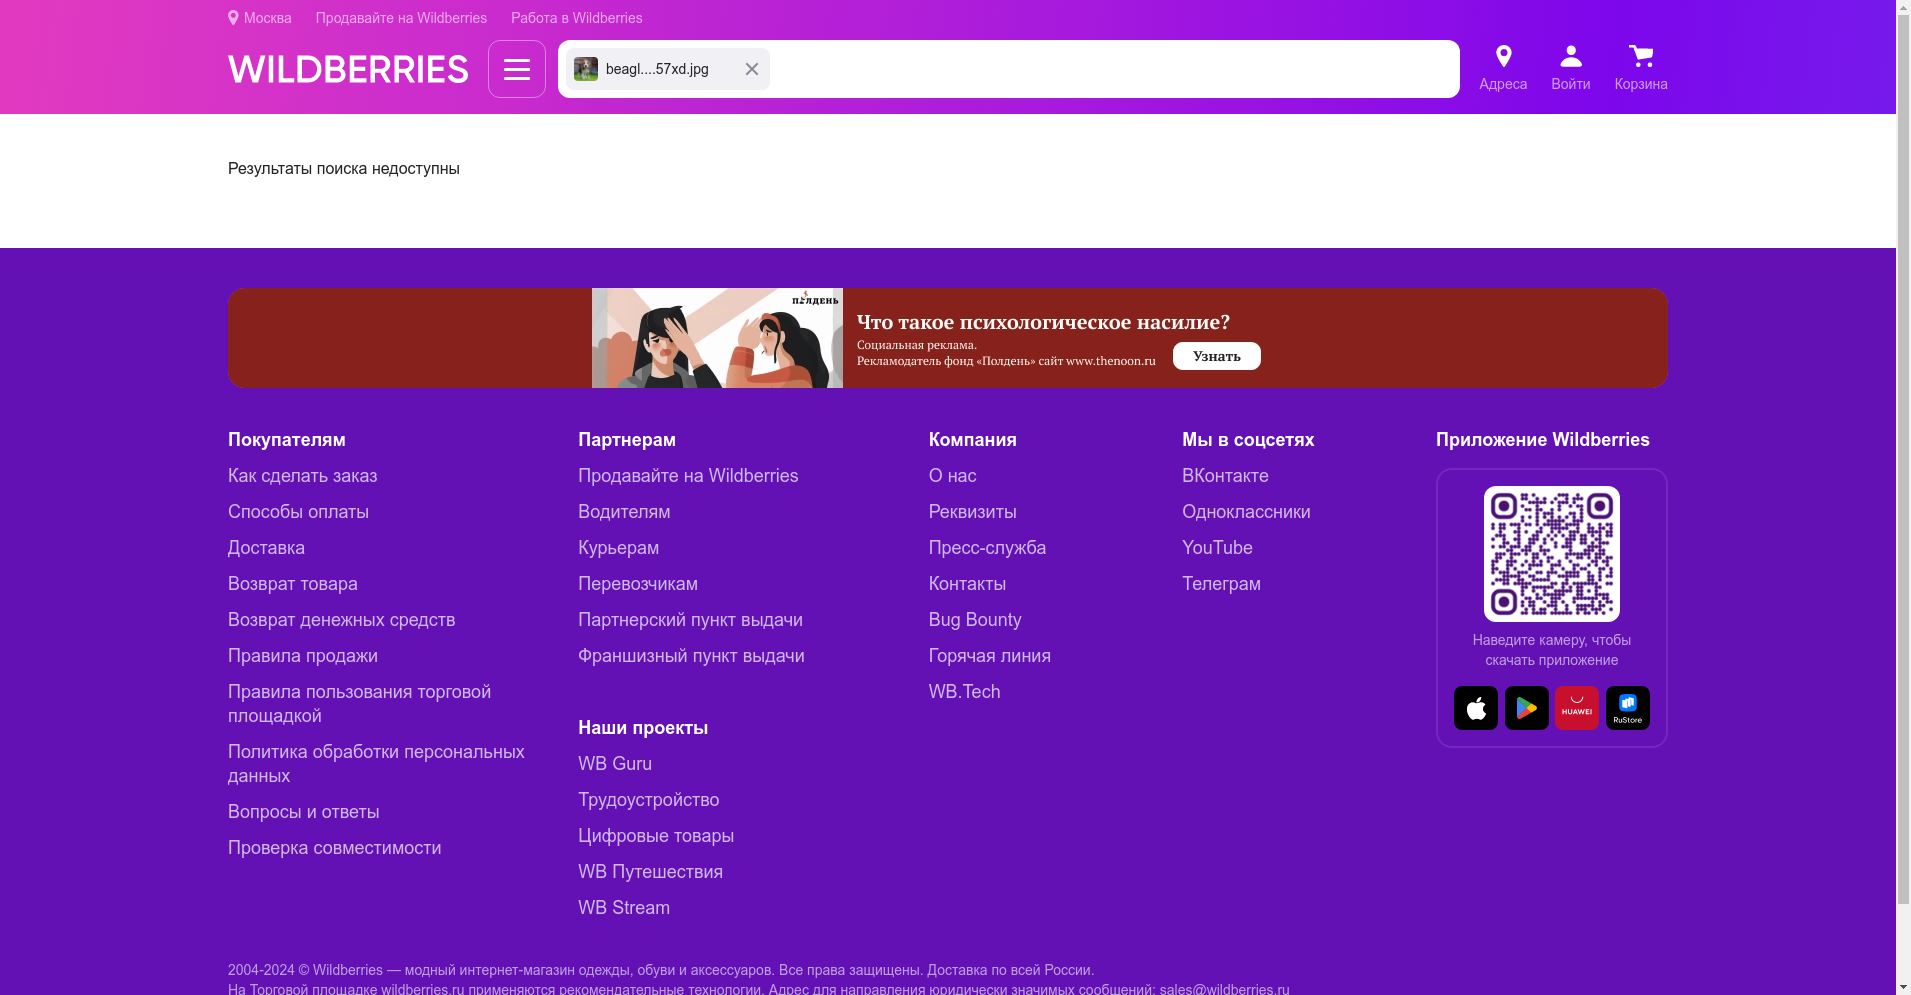 Москва
Продавайте на Wildberries
Работа в Wildberries
WILDBERRIES
beagl....57xd.jpg
Адреса
Войти
Корзина
Результаты поиска недоступны
ПОЛДЕНЬ
Что такое психологическое насилие?
Социальная реклама.
Рекламодатель фонд «Полдень» сайт www.thenoon.ru
Узнать
Покупателям
Как сделать заказ
Способы оплаты
Доставка
Возврат товара
Возврат денежных средств
Правила продажи
Правила пользования торговой
площадкой
Политика обработки персональных
данных
Вопросы и ответы
Проверка совместимости
Партнерам
Продавайте на Wildberries
Водителям
Курьерам
Перевозчикам
Партнерский пункт выдачи
Франшизный пункт выдачи
Наши проекты
WB Guru
Трудоустройство
Цифровые товары
WB Путешествия
WB Stream
Компания
О нас
Реквизиты
Пресс-служба
Контакты
Bug Bounty
Горячая линия
WB.Tech
Мы в соцсетях
ВКонтакте
Одноклассники
YouTube
Телеграм
Приложение Wildberries
Наведите камеру, чтобы
скачать приложение
HUAWEI
RuStore
2004-2024 © Wildberries — модный интернет-магазин одежды, обуви и аксессуаров. Все права защищены. Доставка по всей России.
На Торговой площадке wildberries.ru применяются рекомендательные технологии. Адрес для направления юридически значимых сообщений: sales@wildberries.ru